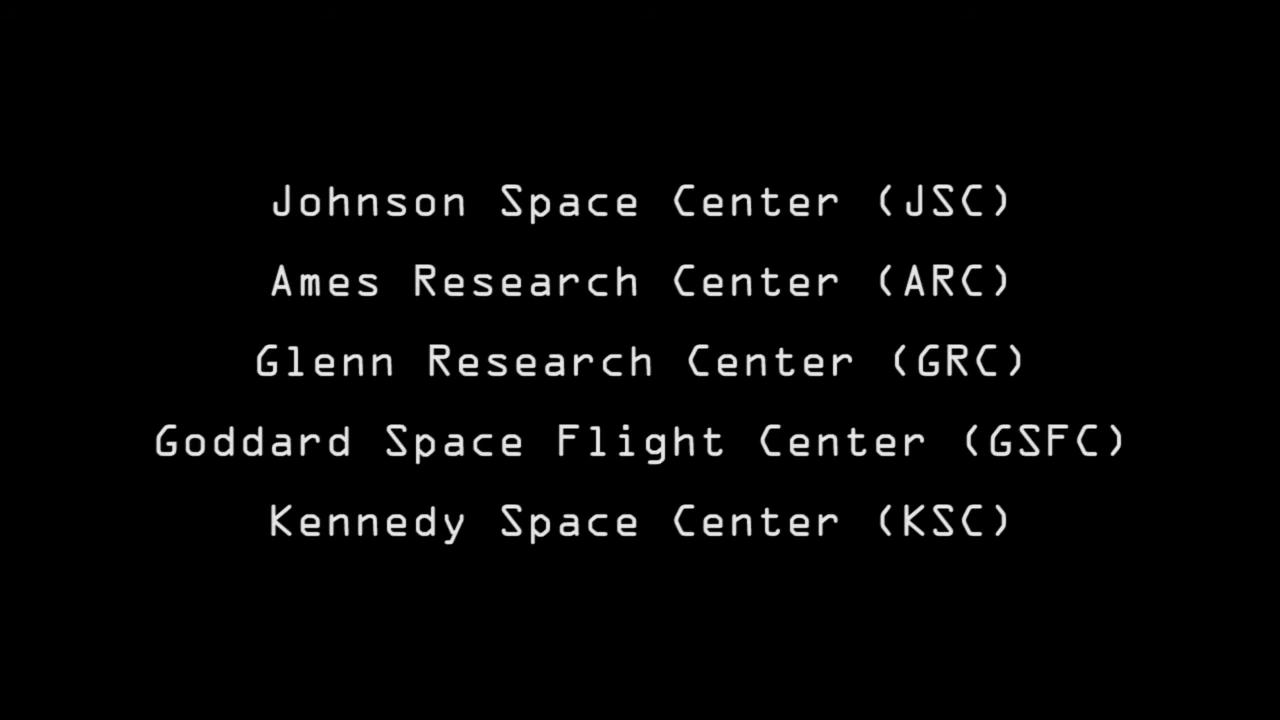 Johnson Space Center (JSC)
Ames Research Center (ARC)
Glenn Research Center (GRC)
Goddard Space Flight Center (GSFC)
Kennedy Space Center (KSC)